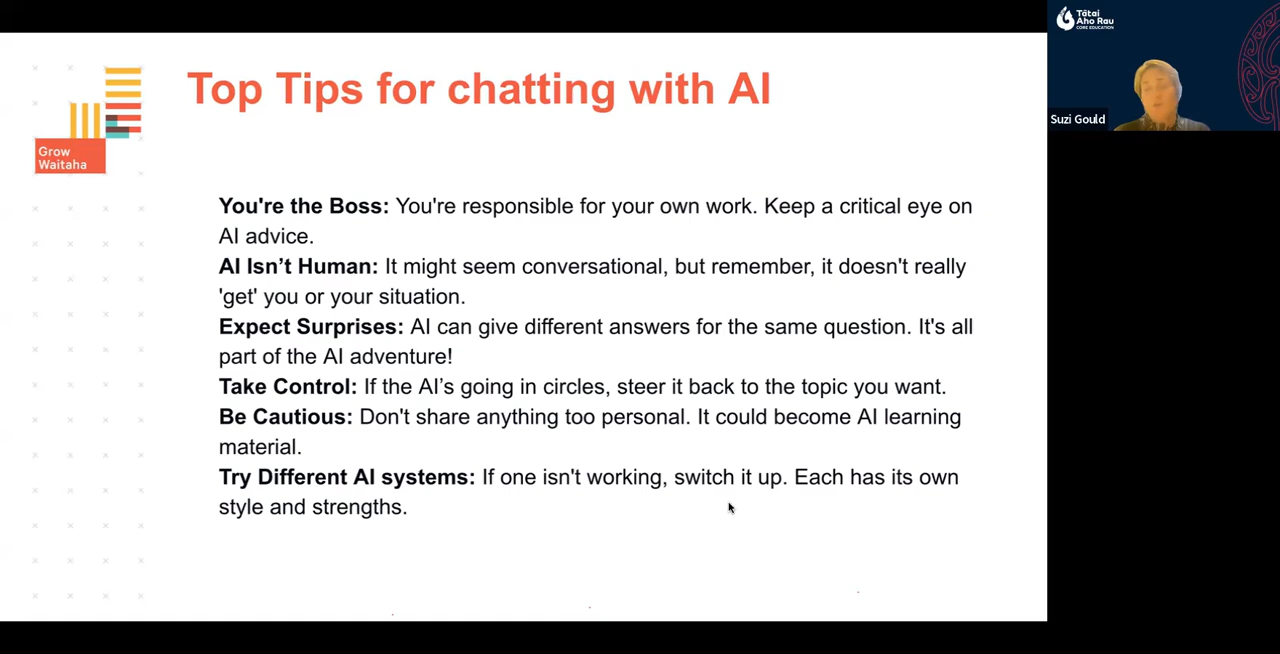 Top Tips for chatting with AI
Grow
Waitaha
You're the Boss: You're responsible for your own work. Keep a critical eye on
AI advice.
AI Isn’t Human: It might seem conversational, but remember, it doesn't really
'get' you or your situation.
Expect Surprises: AI can give different answers for the same question. It's all
part of the AI adventure!
Take Control: If the AI’s going in circles, steer it back to the topic you want.
Be Cautious: Don't share anything too personal. It could become AI learning
material.
Try Different AI systems: If one isn't working, switch it up. Each has its own
style and strengths.
Tātai
Aho Rau
CORE EDUCATION
Suzi Gould